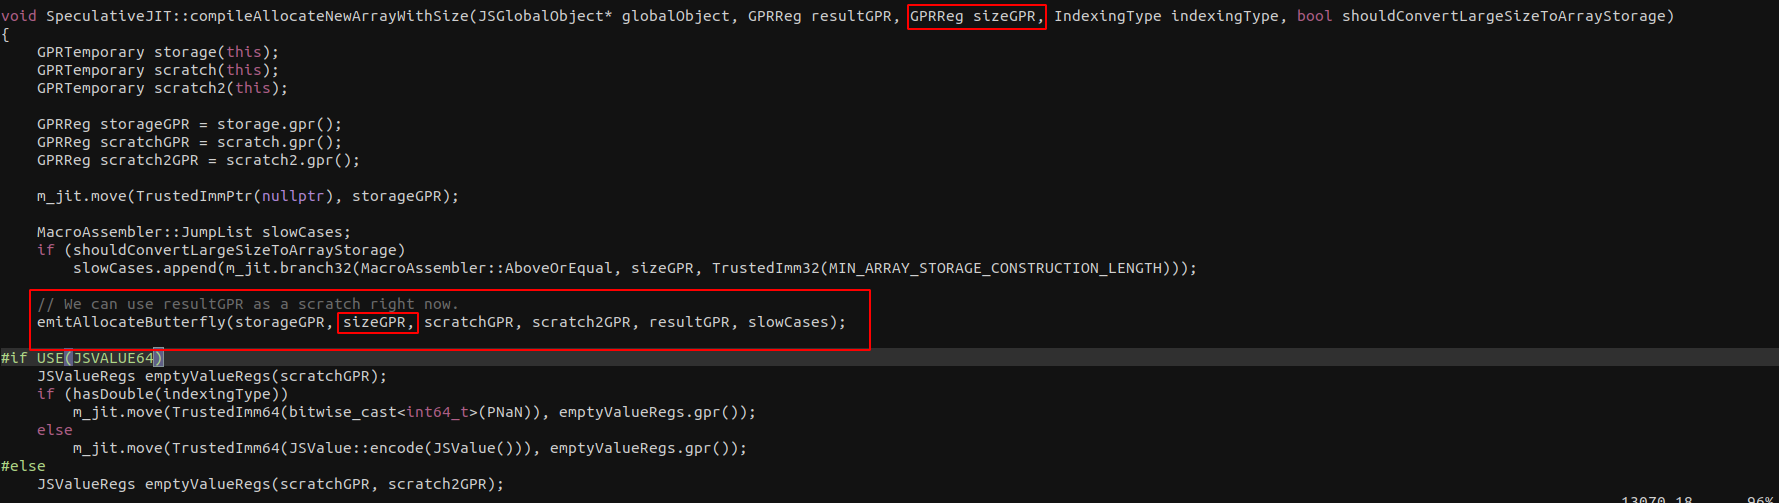 void SpeculativeJIT::compileAllocateNewArrayWithSize(JSGlobalObject* globalObject, GPRReg resultGPR, GPRReg sizeGPR, IndexingType indexingType, bool shouldConvertLargeSizeToArrayStorage)
{
    GPRTemporary storage(this);
    GPRTemporary scratch(this);
    GPRTemporary scratch2(this);

    GPRReg storageGPR = storage.gpr();
    GPRReg scratchGPR = scratch.gpr();
    GPRReg scratch2GPR = scratch2.gpr();

    m_jit.move(TrustedImmPtr(nullptr), storageGPR);

    MacroAssembler::JumpList slowCases;
    if (shouldConvertLargeSizeToArrayStorage)
        slowCases.append(m_jit.branch32(MacroAssembler::AboveOrEqual, sizeGPR, TrustedImm32(MIN_ARRAY_STORAGE_CONSTRUCTION_LENGTH)));

    // We can use resultGPR as a scratch right now.
    emitAllocateButterfly(storageGPR, sizeGPR, scratchGPR, scratch2GPR, resultGPR, slowCases);

#if USE(JSVALUE64)
    JSValueRegs emptyValueRegs(scratchGPR);
    if (hasDouble(indexingType))
        m_jit.move(TrustedImm64(bitwise_cast<int64_t>(PNaN)), emptyValueRegs.gpr());
    else
        m_jit.move(TrustedImm64(JSValue::encode(JSValue())), emptyValueRegs.gpr());
#else
    JSValueRegs emptyValueRegs(scratchGPR, scratch2GPR);
13070,18 96%